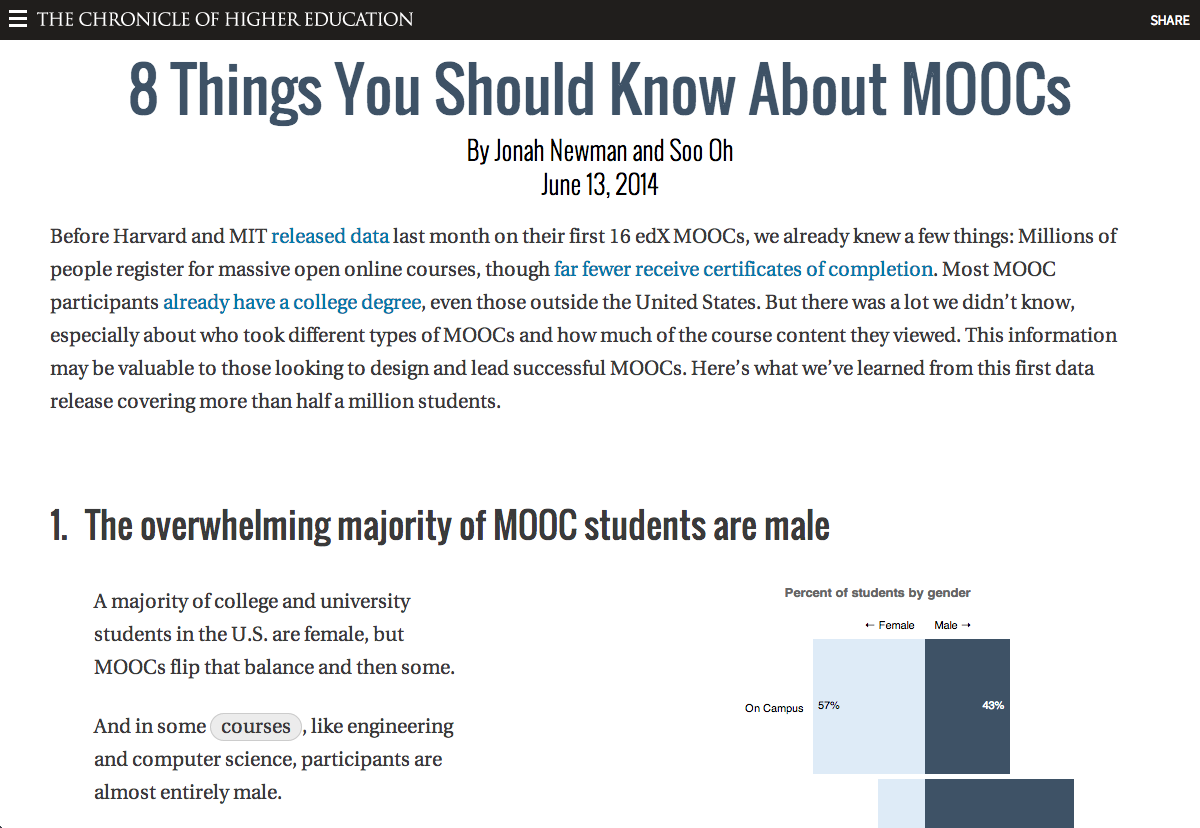 THE CHRONICLE OF HIGHER EDUCATION
SHARE
8 Things You Should Know About MOOCs
By Jonah Newman and Soo Oh
June 13, 2014
Before Harvard and MIT released data last month on their first 16 edX MOOCs, we already knew a few things: Millions of
people register for massive open online courses, though far fewer receive certificates of completion. Most MOOC
participants already have a college degree, even those outside the United States. But there was a lot we didn’t know,
especially about who took different types of MOOCs and how much of the course content they viewed. This information
may be valuable to those looking to design and lead successful MOOCs. Here’s what we’ve learned from this first data
release covering more than half a million students.
1. The overwhelming majority of MOOC students are male
A majority of college and university
students in the U.S. are female, but
MOOCs flip that balance and then some.
And in some courses, like engineering
and computer science, participants are
almost entirely male.
Percent of students by gender
← Female Male →
On Campus 57% 43%